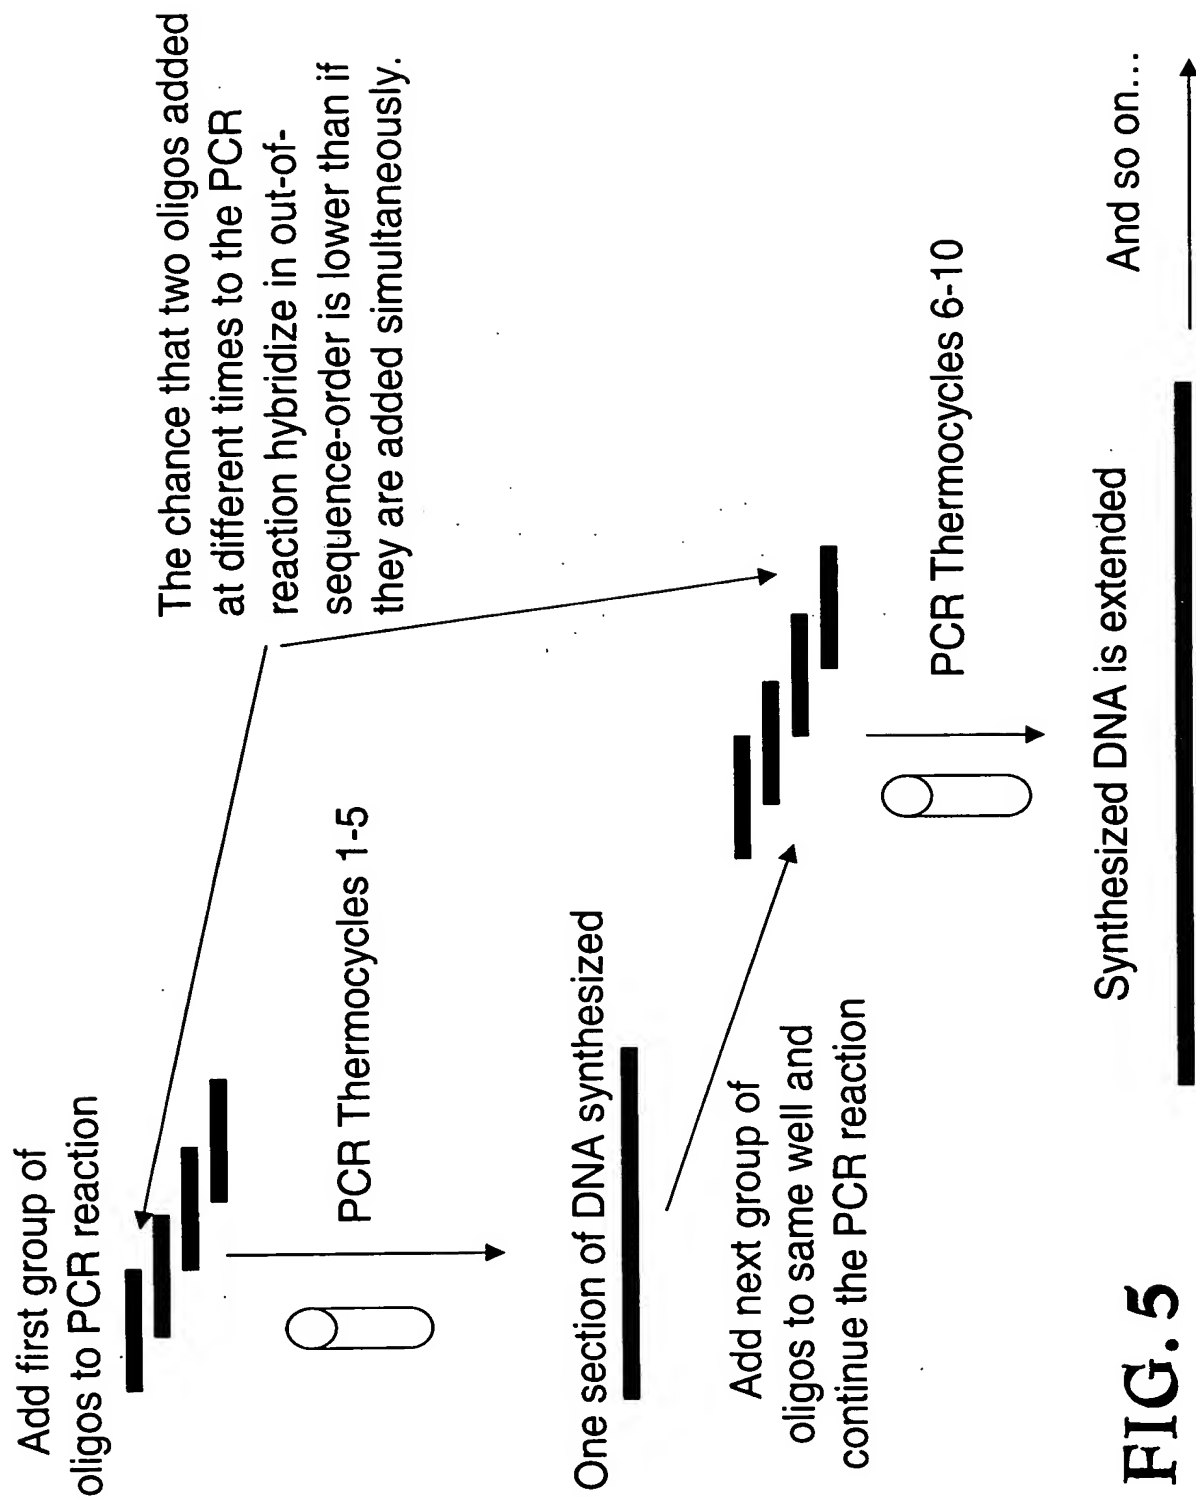 Add first group of
oligos to PCR reaction
The chance that two oligos added
at different times to the PCR
reaction hybridize in out-of-
sequence-order is lower than if
they are added simultaneously.
PCR Thermocycles 1-5
One section of DNA synthesized
Add next group of
oligos to same well and
continue the PCR reaction
PCR Thermocycles 6-10
Synthesized DNA is extended
And so on...
FIG. 5